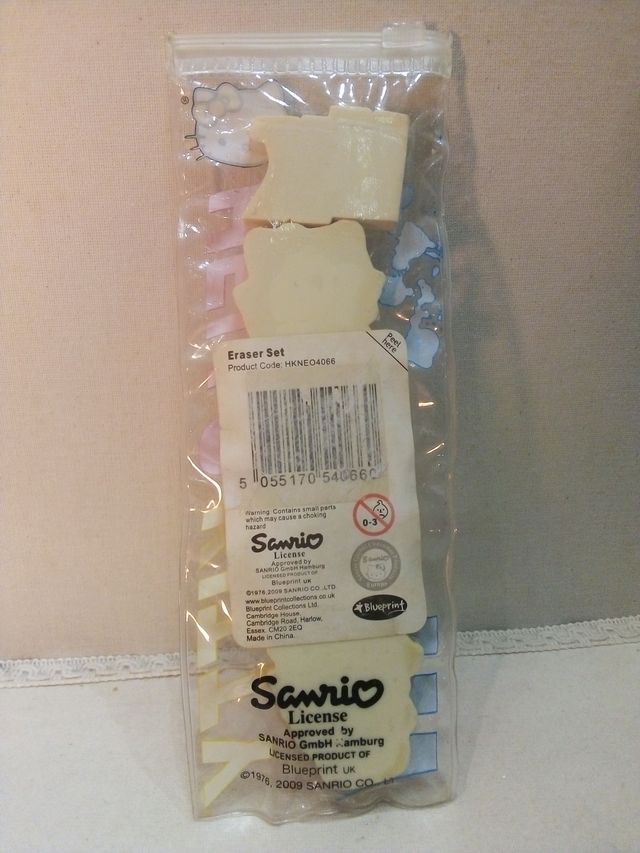 Eraser Set
Product Code: HKNEO4066
Peel
here
5 055170 540660
Warning: Contains small parts
which may cause a choking
hazard
0-3
Sanrio
License
Approved by
SANRIO GmbH Hamburg
LICENSED PRODUCT OF
Blueprint UK
©1976,2009 SANRIO CO.,LTD.
www.blueprintcollections.co.uk
Blueprint Collections Ltd.
Cambridge House,
Cambridge Road, Harlow,
Essex. CM20 2EQ
Made in China.
Sanrio
Europe
Blueprint
Sanrio
License
Approved by
SANRIO GmbH amburg
LICENSED PRODUCT OF
Blueprint UK
©1976, 2009 SANRIO CO.